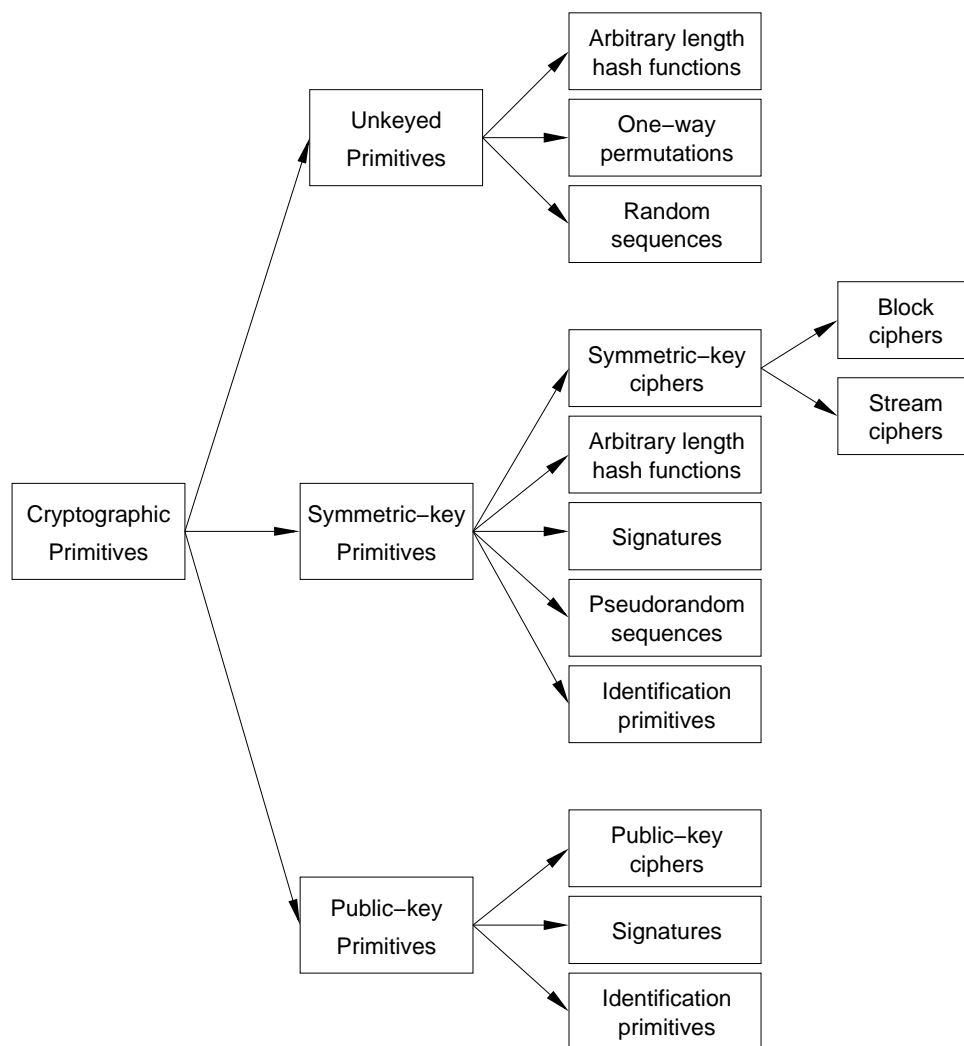 Arbitrary length
hash functions
Unkeyed
Primitives
One−way
permutations
Random
sequences
Block
ciphers
Symmetric−key
ciphers
Stream
ciphers
Arbitrary length
hash functions
Cryptographic
Primitives
Symmetric−key
Primitives
Signatures
Pseudorandom
sequences
Identification
primitives
Public−key
ciphers
Public−key
Primitives
Signatures
Identification
primitives